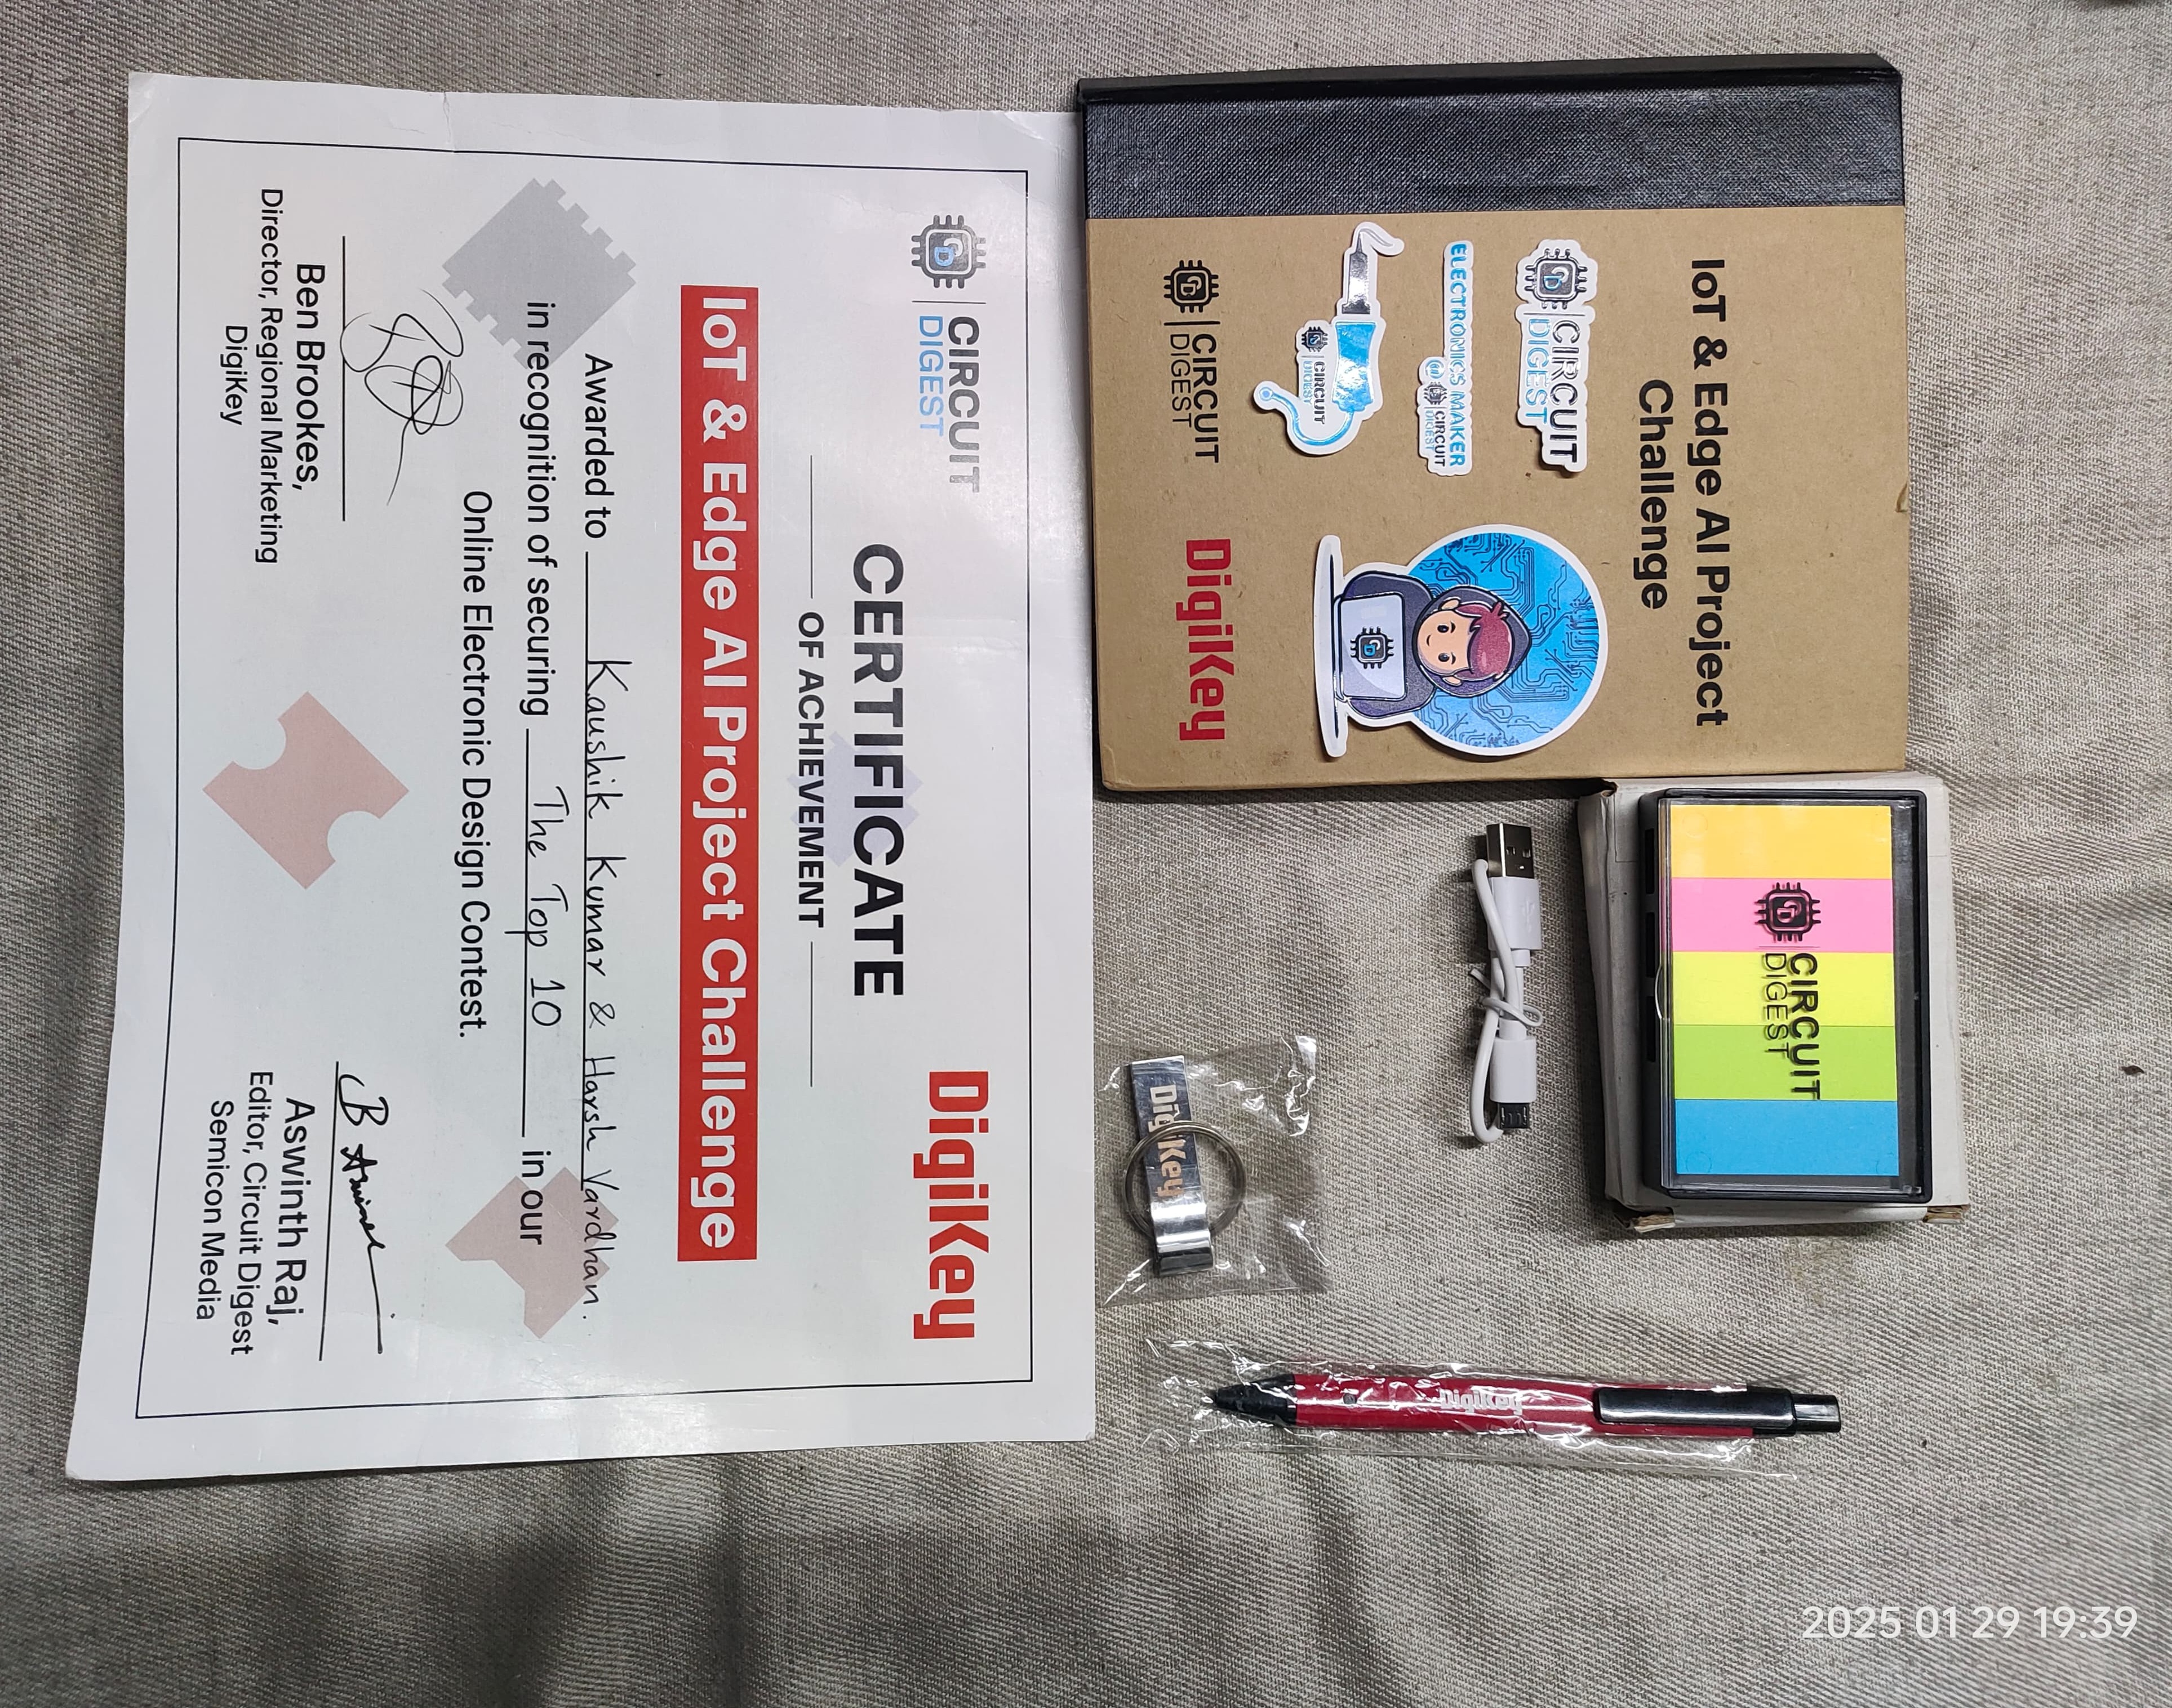 CIRCUIT
DIGEST
DigiKey
CERTIFICATE
OF ACHIEVEMENT
IoT & Edge AI Project Challenge
Awarded to Kaushik Kumar & Harsh Vardhan.
in recognition of securing The Top 10 in our
Online Electronic Design Contest.
Ben Brookes,
Director, Regional Marketing
DigiKey
Aswinth Raj,
Editor, Circuit Digest
Semicon Media
IoT & Edge AI Project
Challenge
CIRCUIT
DIGEST
ELECTRONICS MAKER
@ CIRCUIT
DIGEST
CIRCUIT
DIGEST
CIRCUIT
DIGEST
DigiKey
CIRCUIT
DIGEST
DigiKey
DigiKey
2025 01 29 19:39